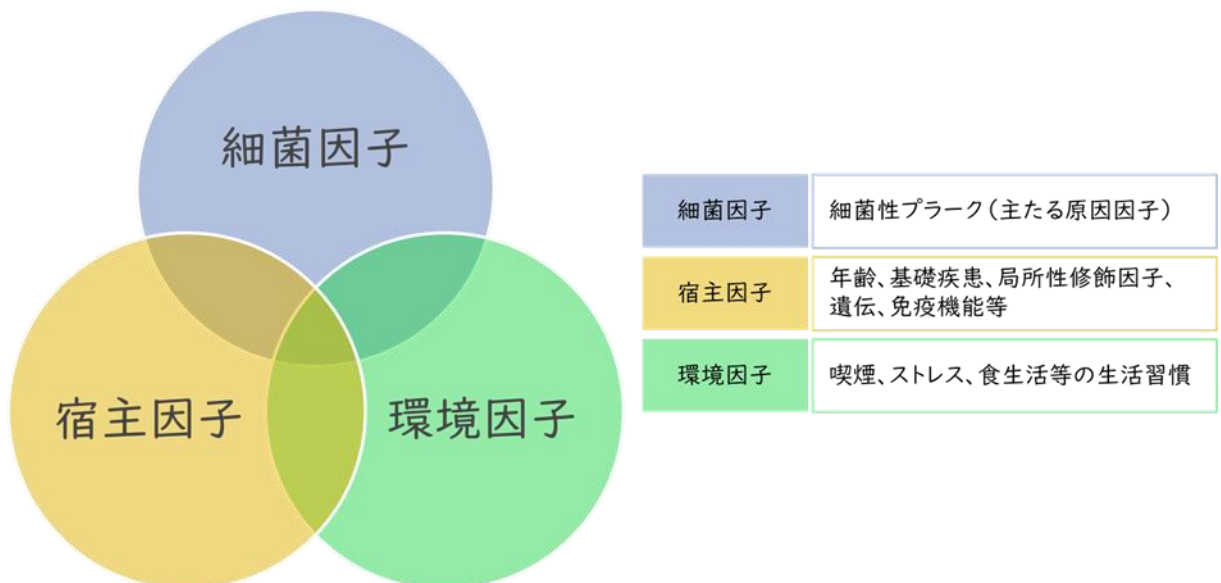 細菌因子
宿主因子
環境因子
細菌因子
細菌性プラーク(主たる原因因子)
宿主因子
年齢、基礎疾患、局所性修飾因子、
遺伝、免疫機能等
環境因子
喫煙、ストレス、食生活等の生活習慣